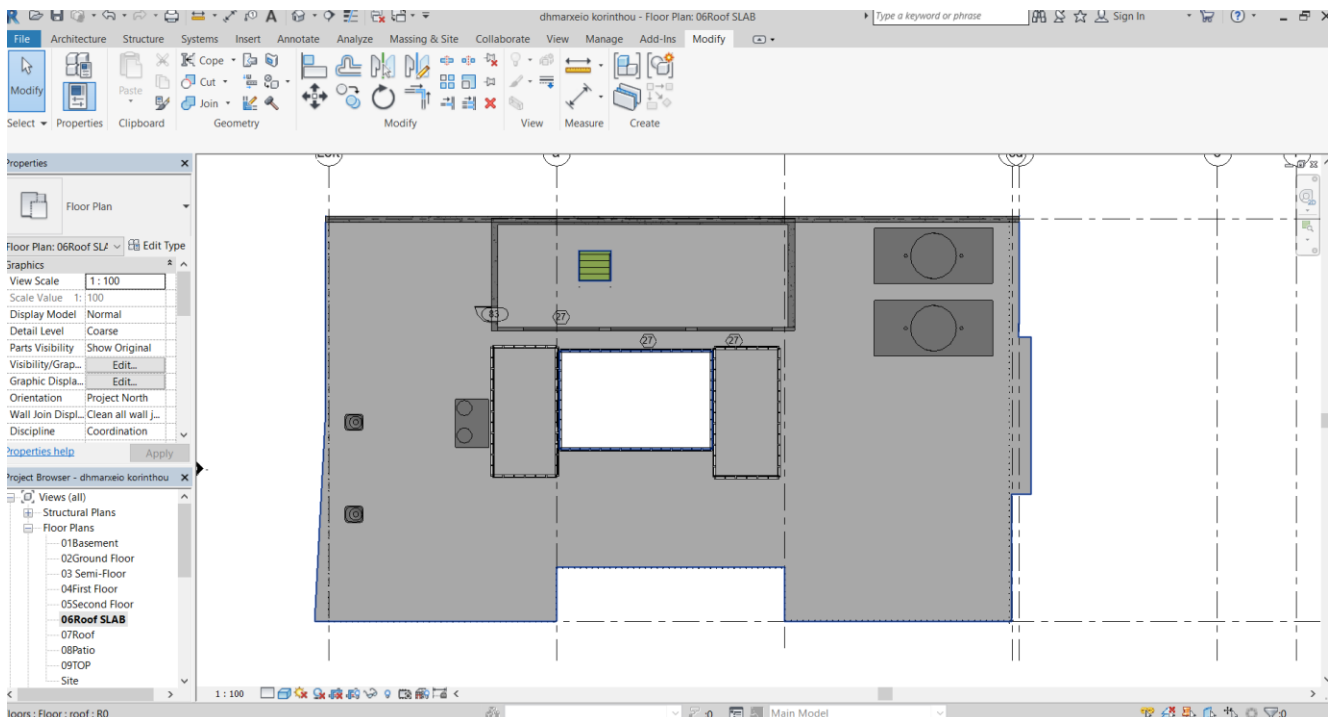 dhmarxeio korinthou - Floor Plan: 06Roof SLAB
Type a keyword or phrase
Sign In
File Architecture Structure Systems Insert Annotate Analyze Massing & Site Collaborate View Manage Add-Ins Modify
Modify
Paste
Cope
Cut
Join
Select Properties Clipboard Geometry Modify View Measure Create
Properties
Floor Plan
Floor Plan: 06Roof SLA
Edit Type
Graphics
View Scale 1 : 100
Scale Value 1: 100
Display Model Normal
Detail Level Coarse
Parts Visibility Show Original
Visibility/Grap... Edit...
Graphic Displa... Edit...
Orientation Project North
Wall Join Displ... Clean all wall j...
Discipline Coordination
Properties help Apply
Project Browser - dhmarxeio korinthou
Views (all)
Structural Plans
Floor Plans
01Basement
02Ground Floor
03 Semi-Floor
04First Floor
05Second Floor
06Roof SLAB
07Roof
08Patio
09TOP
Site
83
27
27
27
1 : 100
Floors : Floor : roof : R0
:0
Main Model
:0